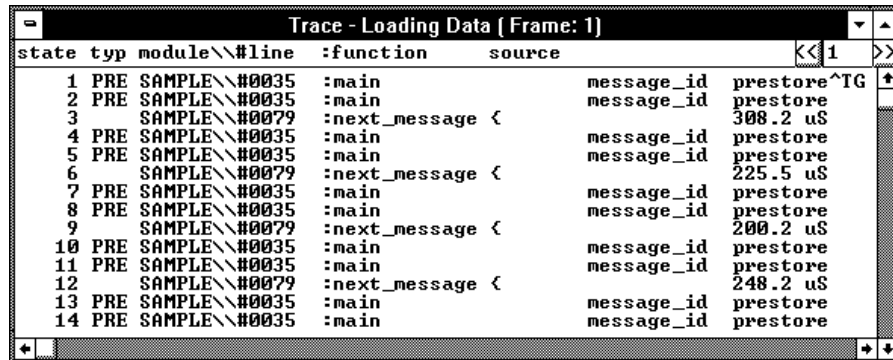 Trace - Loading Data ( Frame: 1)
state typ module\\#line :function source << 1 >>
1 PRE SAMPLE\\#0035 :main message_id prestore^TG
2 PRE SAMPLE\\#0035 :main message_id prestore
3 SAMPLE\\#0079 :next_message { 308.2 uS
4 PRE SAMPLE\\#0035 :main message_id prestore
5 PRE SAMPLE\\#0035 :main message_id prestore
6 SAMPLE\\#0079 :next_message { 225.5 uS
7 PRE SAMPLE\\#0035 :main message_id prestore
8 PRE SAMPLE\\#0035 :main message_id prestore
9 SAMPLE\\#0079 :next_message { 200.2 uS
10 PRE SAMPLE\\#0035 :main message_id prestore
11 PRE SAMPLE\\#0035 :main message_id prestore
12 SAMPLE\\#0079 :next_message { 248.2 uS
13 PRE SAMPLE\\#0035 :main message_id prestore
14 PRE SAMPLE\\#0035 :main message_id prestore